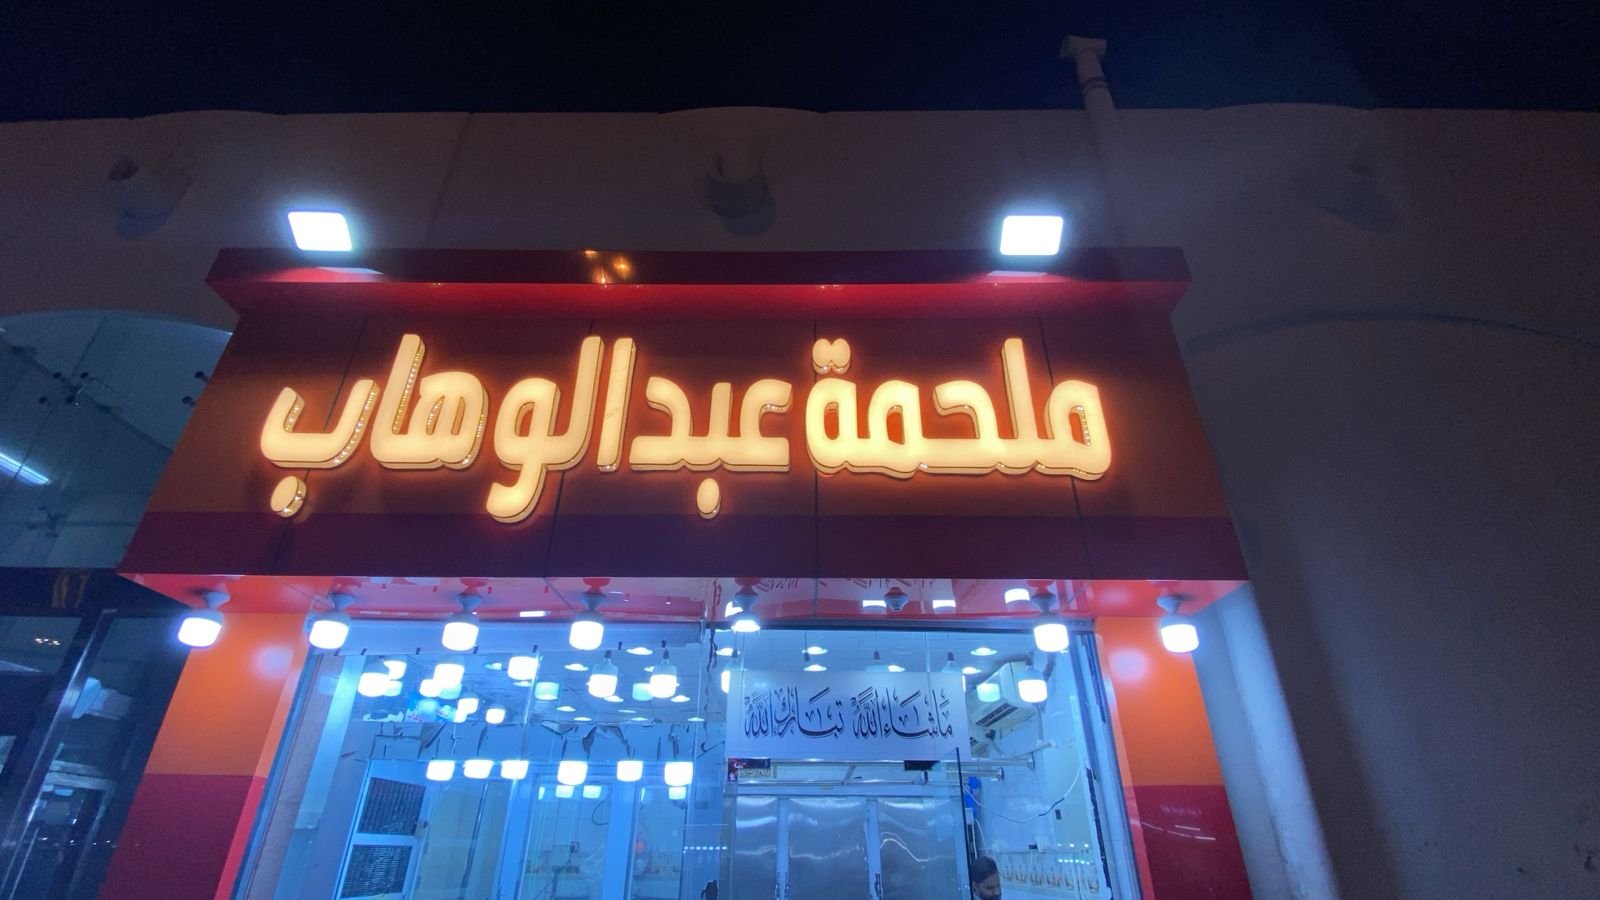 ملحمة عبدالوهاب
ماشاء الله تبارك الله